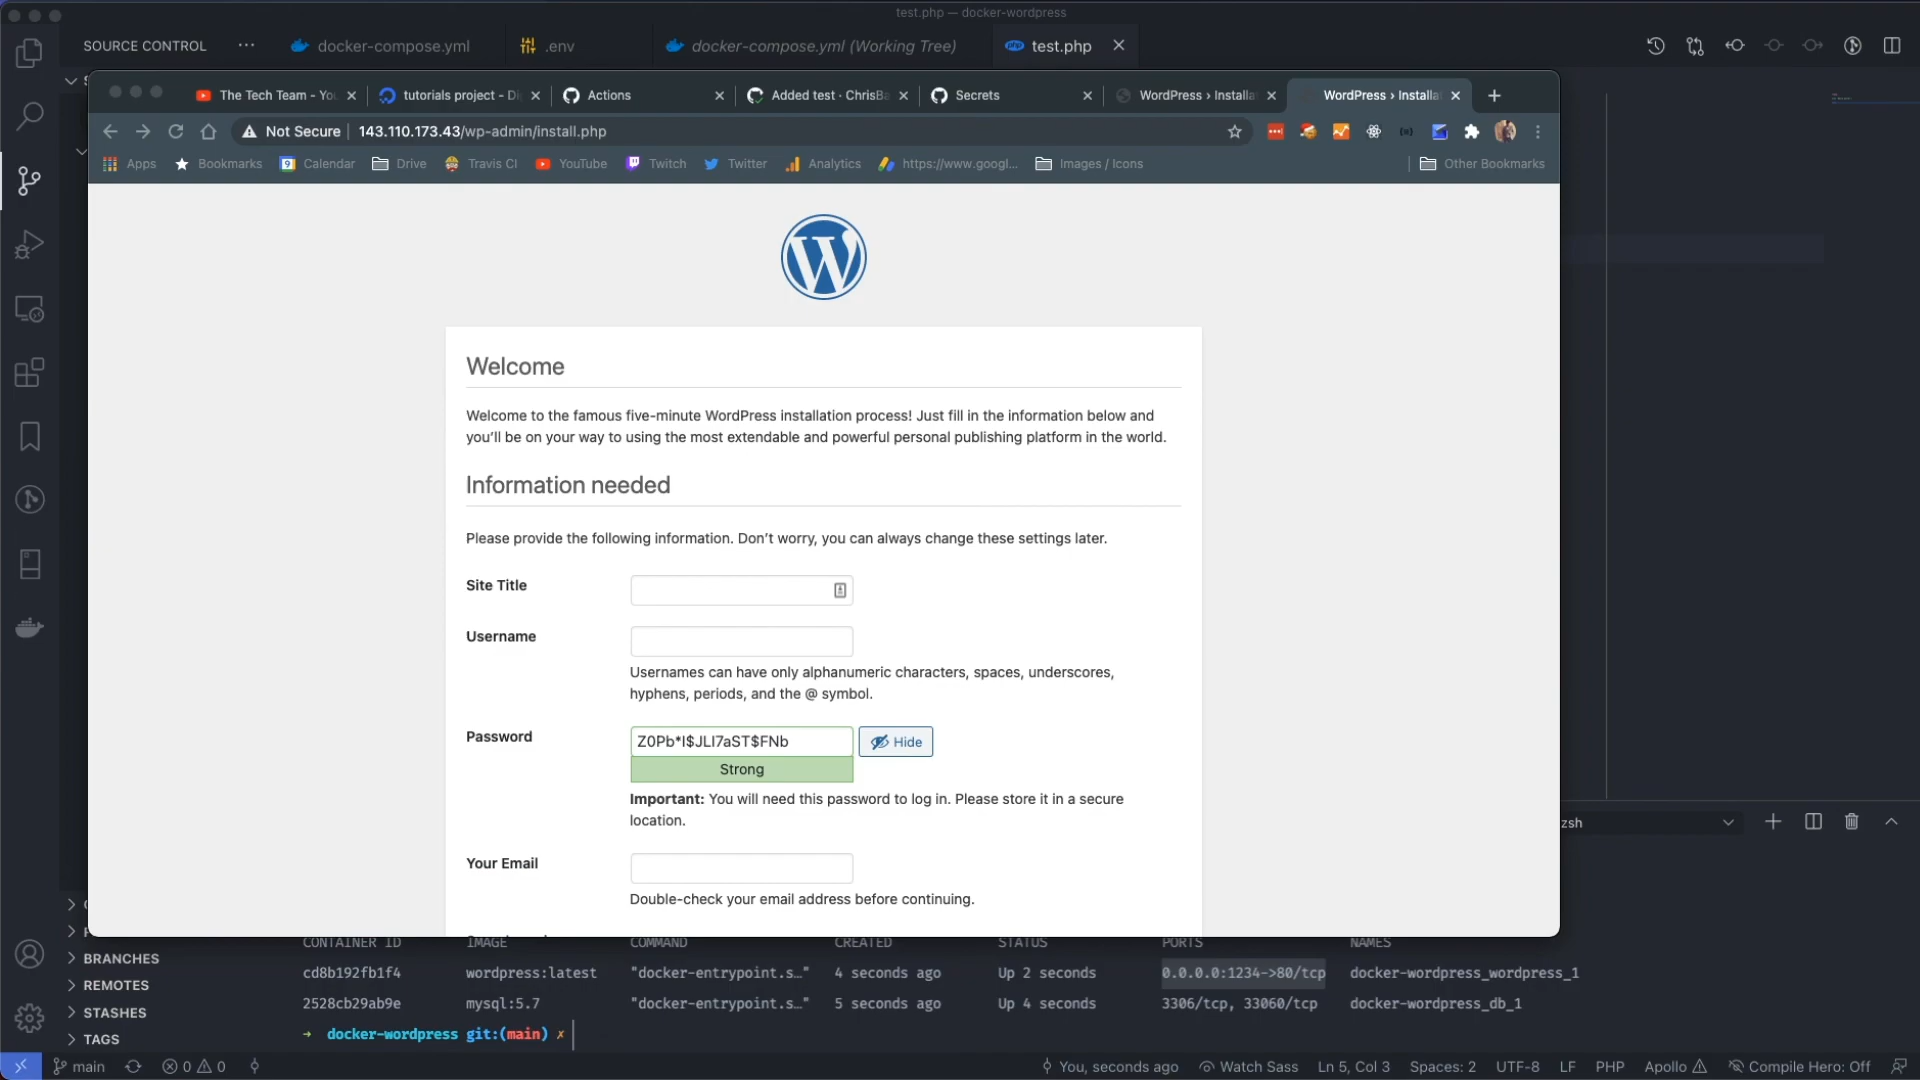 test.php — docker-wordpress
SOURCE CONTROL
docker-compose.yml
.env
docker-compose.yml (Working Tree)
test.php
The Tech Team - You
tutorials project - Di
Actions
Added test · ChrisBa
Secrets
WordPress › Installa
WordPress › Installa
Not Secure
143.110.173.43/wp-admin/install.php
Apps
Bookmarks
Calendar
Drive
Travis CI
YouTube
Twitch
Twitter
Analytics
https://www.googl...
Images / Icons
Other Bookmarks
Welcome
Welcome to the famous five-minute WordPress installation process! Just fill in the information below and
you’ll be on your way to using the most extendable and powerful personal publishing platform in the world.
Information needed
Please provide the following information. Don’t worry, you can always change these settings later.
Site Title
Username
Usernames can have only alphanumeric characters, spaces, underscores,
hyphens, periods, and the @ symbol.
Password
Hide
Strong
Important: You will need this password to log in. Please store it in a secure
location.
Your Email
Double-check your email address before continuing.
zsh
CONTAINER ID IMAGE COMMAND CREATED STATUS PORTS NAMES
cd8b192fb1f4 wordpress:latest "docker-entrypoint.s…" 4 seconds ago Up 2 seconds 0.0.0.0:1234->80/tcp docker-wordpress_wordpress_1
2528cb29ab9e mysql:5.7 "docker-entrypoint.s…" 5 seconds ago Up 4 seconds 3306/tcp, 33060/tcp docker-wordpress_db_1
→ docker-wordpress git:(main) ✗
BRANCHES
REMOTES
STASHES
TAGS
main
0
0
You, seconds ago
Watch Sass
Ln 5, Col 3
Spaces: 2
UTF-8
LF
PHP
Apollo
Compile Hero: Off